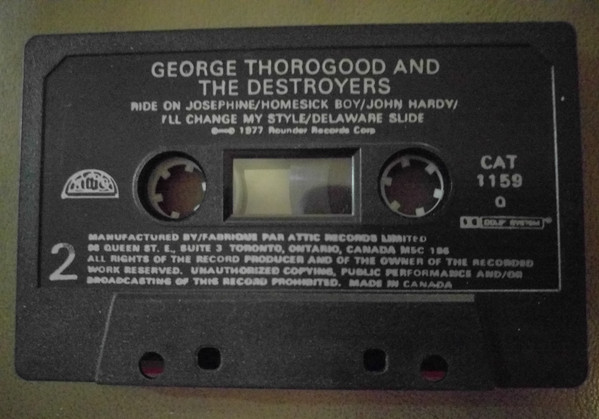 GEORGE THOROGOOD AND
THE DESTROYERS
RIDE ON JOSEPHINE/HOMESICK BOY/JOHN HARDY/
I'LL CHANGE MY STYLE/DELAWARE SLIDE
1977 Rounder Records Corp
CAT
1159
DOLBY SYSTEM
2
MANUFACTURED BY/FABRIQUE PAR ATTIC RECORDS LIMITED
98 QUEEN ST. E., SUITE 3 TORONTO, ONTARIO, CANADA M5C 1S6
ALL RIGHTS OF THE RECORD PRODUCER AND OF THE OWNER OF THE RECORDED
WORK RESERVED. UNAUTHORIZED COPYING, PUBLIC PERFORMANCE AND/OR
BROADCASTING OF THIS RECORD PROHIBITED. MADE IN CANADA